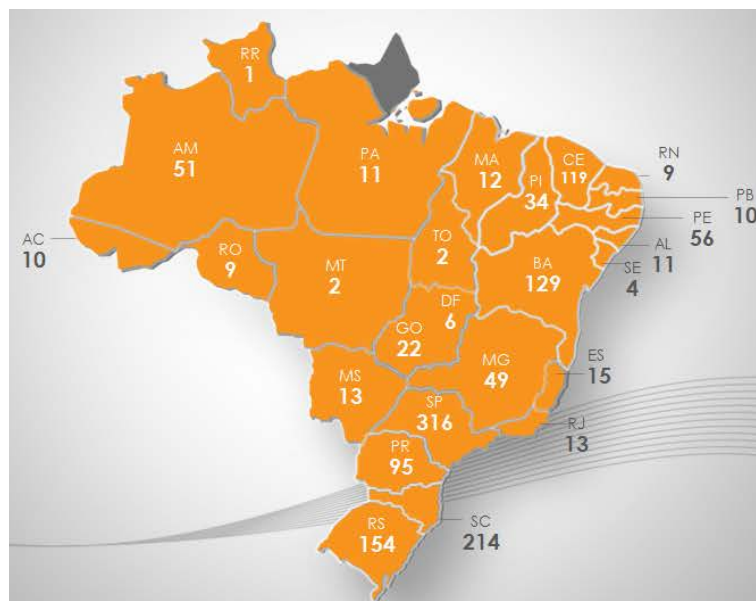 RR
1
AM
51
PA
11
MA
12
CE
119
PI
34
RN
9
PB
10
PE
56
AL
11
SE
4
AC
10
RO
9
MT
2
TO
2
BA
129
DF
6
GO
22
MG
49
ES
15
MS
13
SP
316
RJ
13
PR
95
SC
214
RS
154